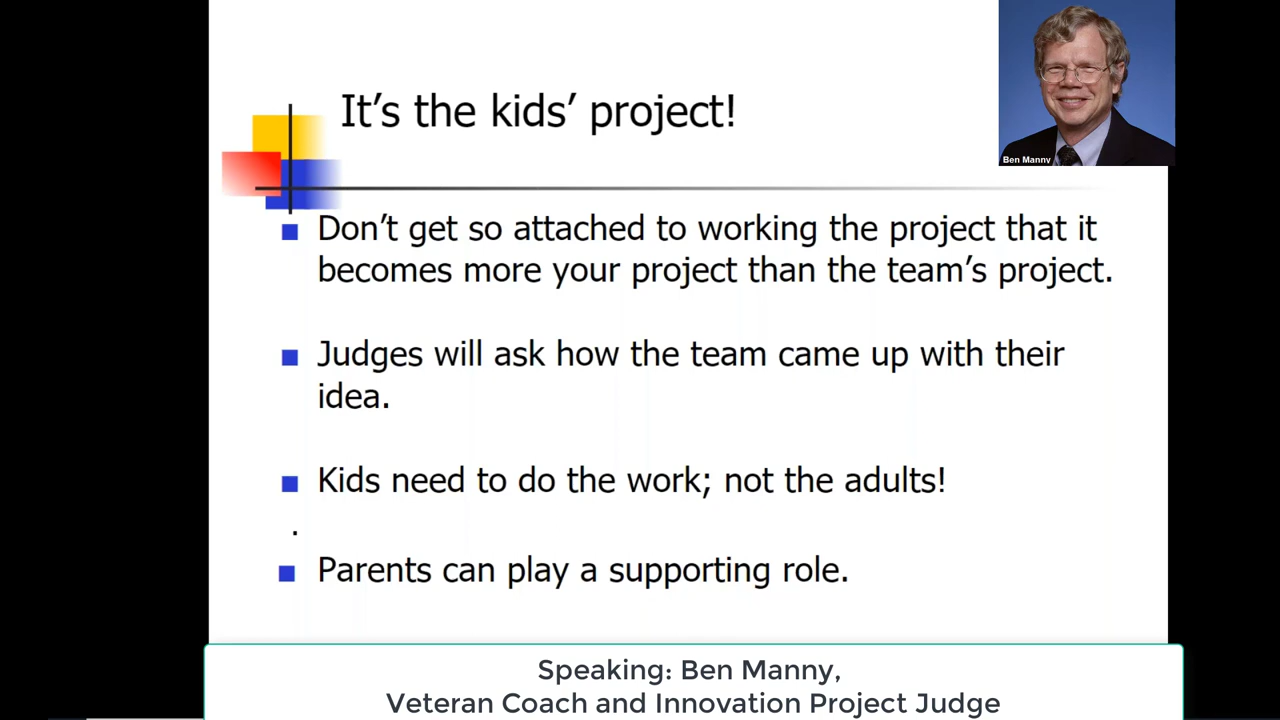 It's the kids' project!
Ben Manny
Don't get so attached to working the project that it
becomes more your project than the team's project.
Judges will ask how the team came up with their
idea.
Kids need to do the work; not the adults!
.
Parents can play a supporting role.
Speaking: Ben Manny,
Veteran Coach and Innovation Project Judge